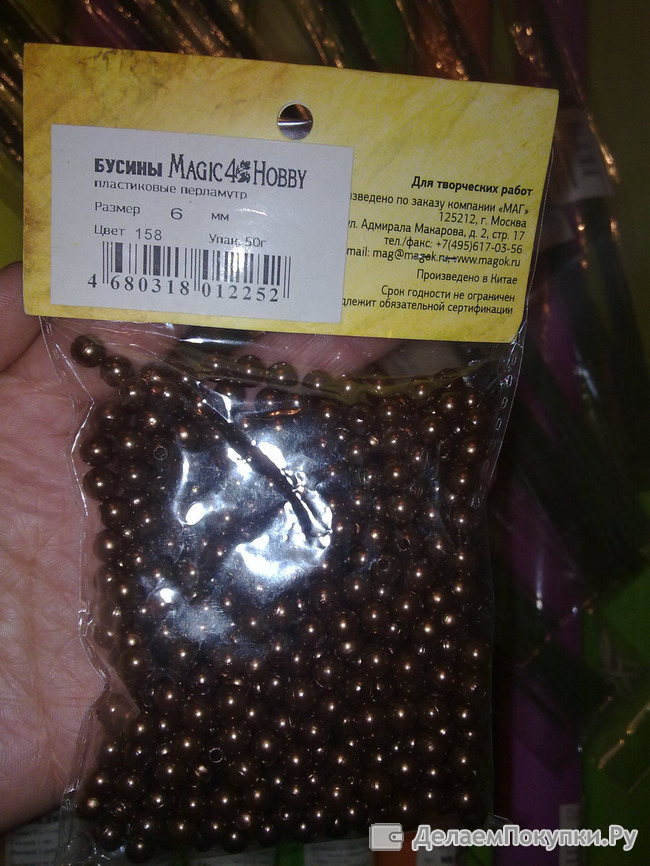 БУСИНЫ MAGIC 4 HOBBY
пластиковые перламутр
Размер 6 мм
Цвет 158 Упак. 50г
4 680318 012252
Для творческих работ
по заказу компании «МАГ»
125212, г. Москва
ул. Адмирала Макарова, д. 2, стр. 17
тел./факс: +7(495)617-03-56
mail: mag@magok.ru, www.magok.ru
Произведено в Китае
Срок годности не ограничен
обязательной сертификации
ДелаемПокупки.Ру